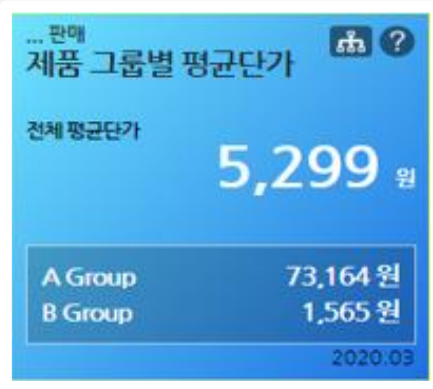 ... 판매
제품 그룹별 평균단가
?
전체 평균단가
5,299 원
A Group 73,164 원
B Group 1,565 원
2020.03